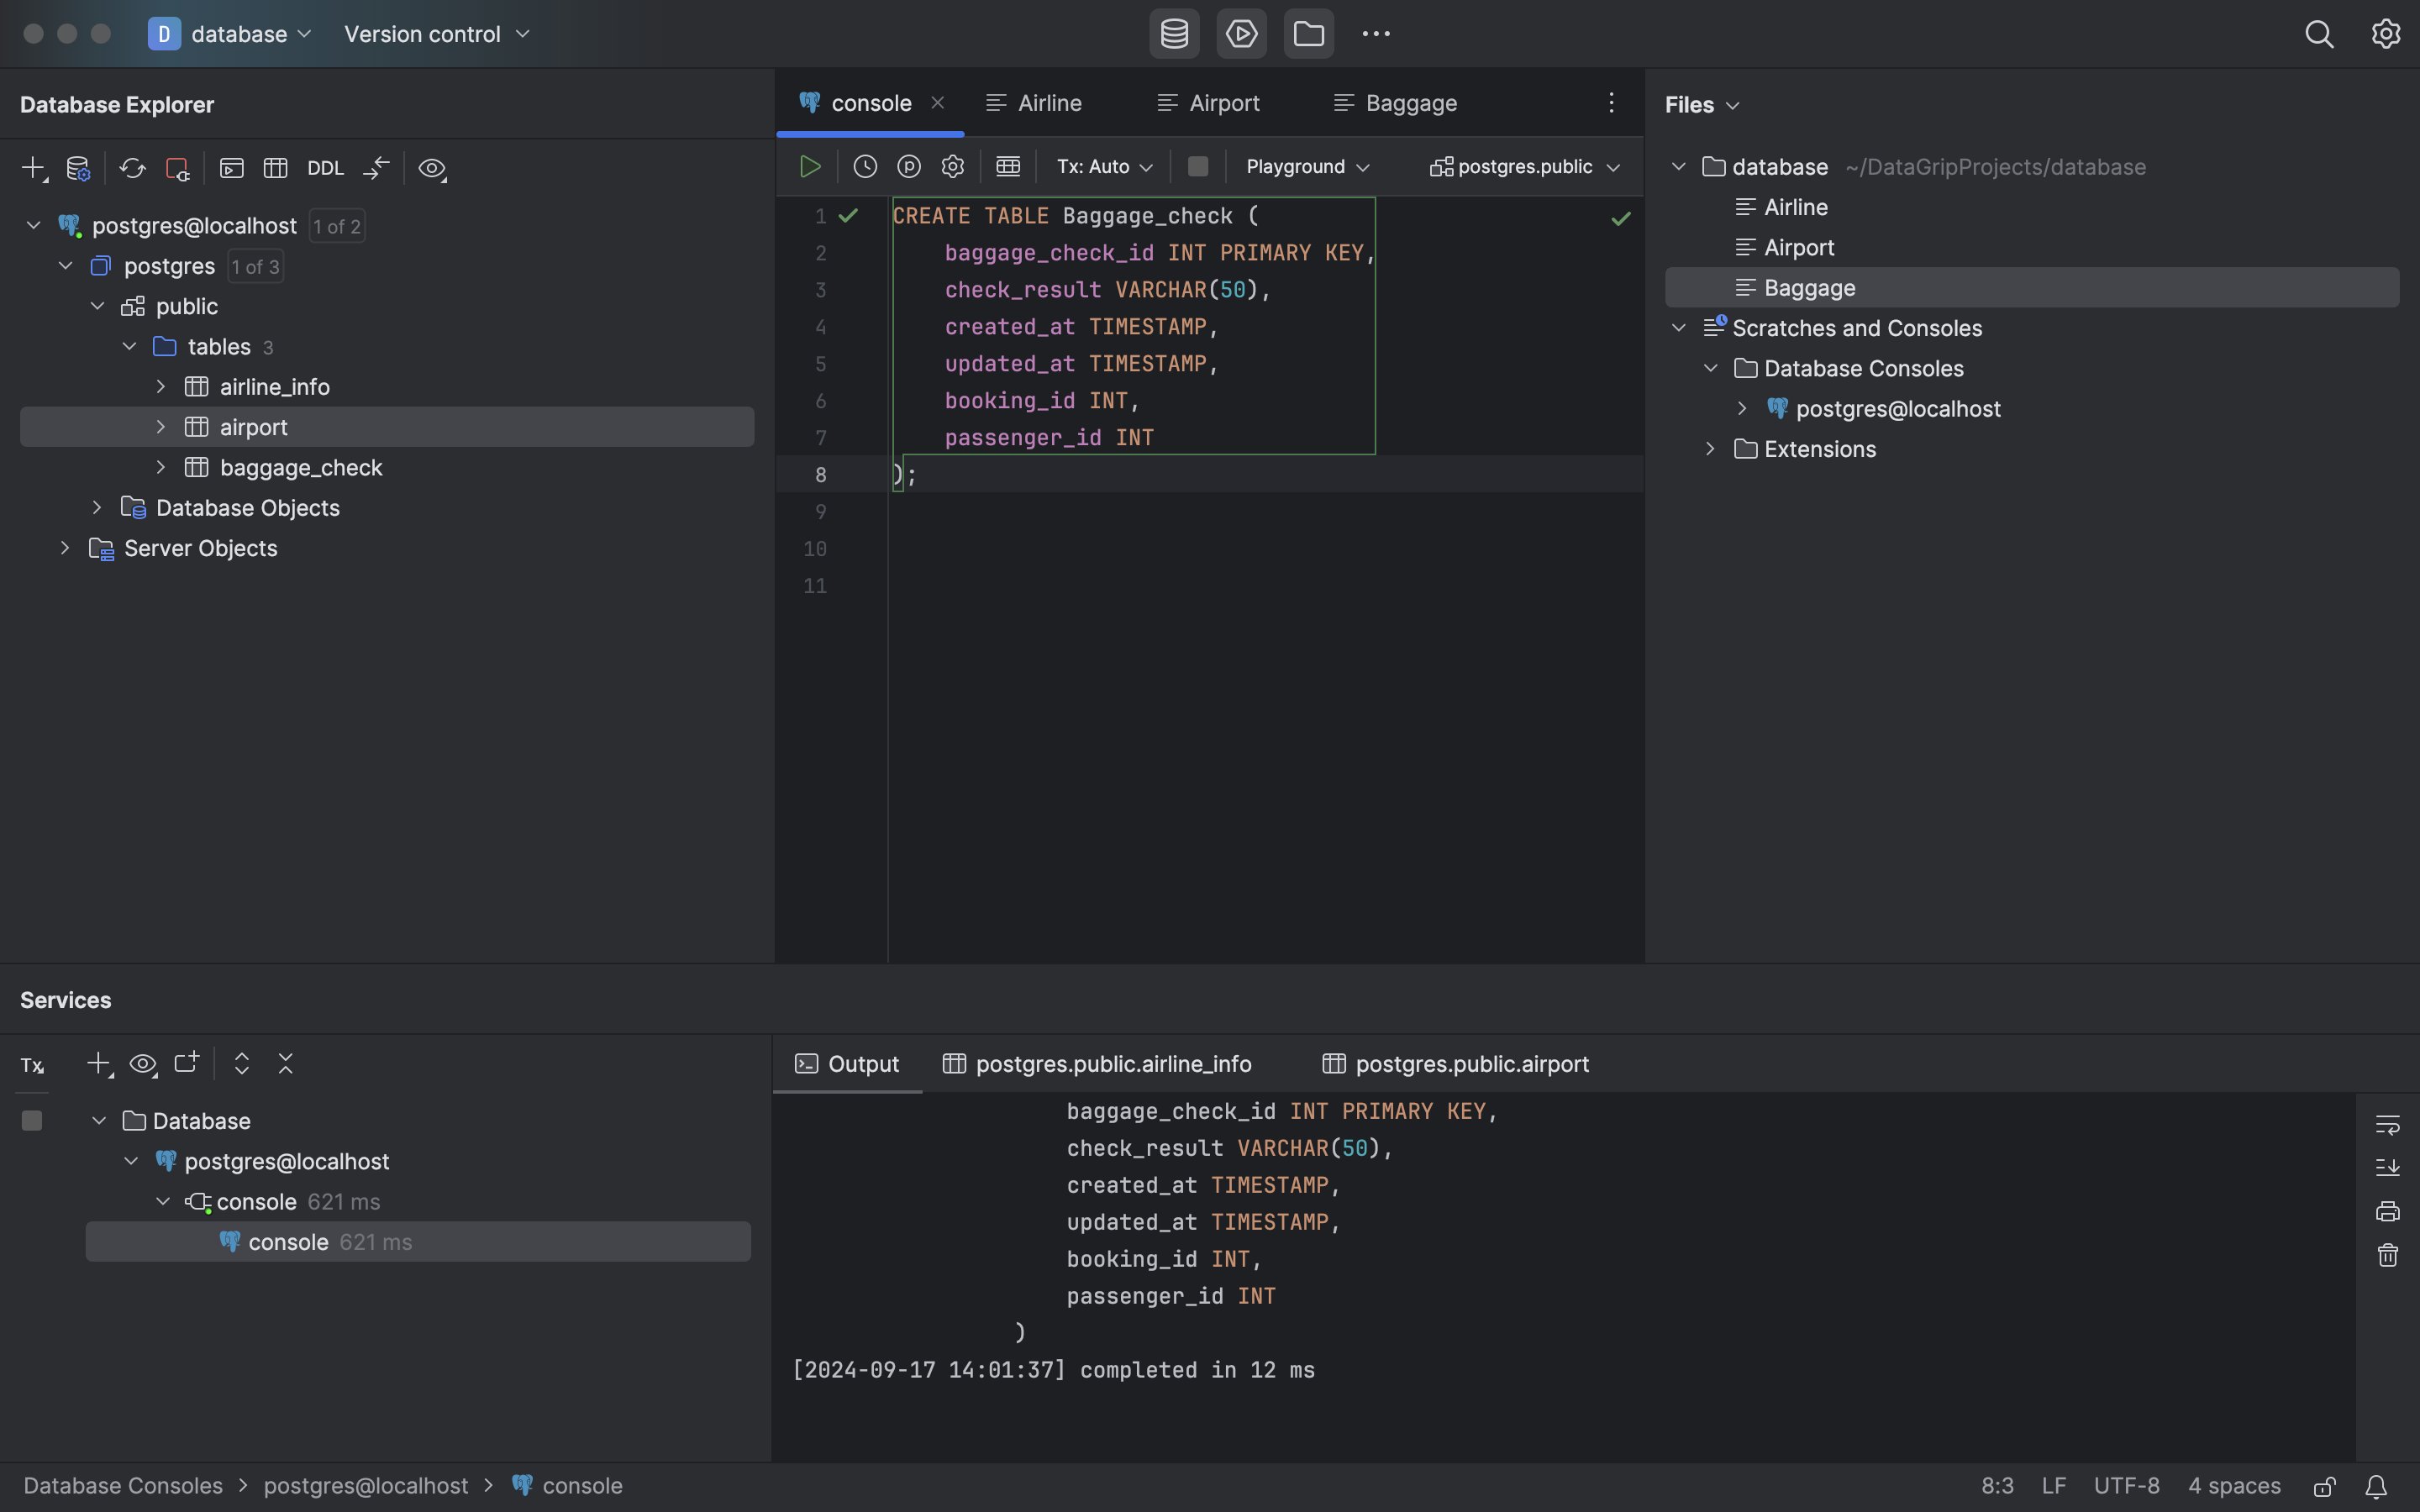 D database Version control
Database Explorer
DDL
postgres@localhost 1 of 2
postgres 1 of 3
public
tables 3
airline_info
airport
baggage_check
Database Objects
Server Objects
console Airline Airport Baggage
Tx: Auto Playground postgres.public
1 CREATE TABLE Baggage_check (
2 baggage_check_id INT PRIMARY KEY,
3 check_result VARCHAR(50),
4 created_at TIMESTAMP,
5 updated_at TIMESTAMP,
6 booking_id INT,
7 passenger_id INT
8 );
9
10
11
Files
database ~/DataGripProjects/database
Airline
Airport
Baggage
Scratches and Consoles
Database Consoles
postgres@localhost
Extensions
Services
Tx
Database
postgres@localhost
console 621 ms
console 621 ms
Output postgres.public.airline_info postgres.public.airport
baggage_check_id INT PRIMARY KEY,
check_result VARCHAR(50),
created_at TIMESTAMP,
updated_at TIMESTAMP,
booking_id INT,
passenger_id INT
)
[2024-09-17 14:01:37] completed in 12 ms
Database Consoles > postgres@localhost > console
8:3 LF UTF-8 4 spaces